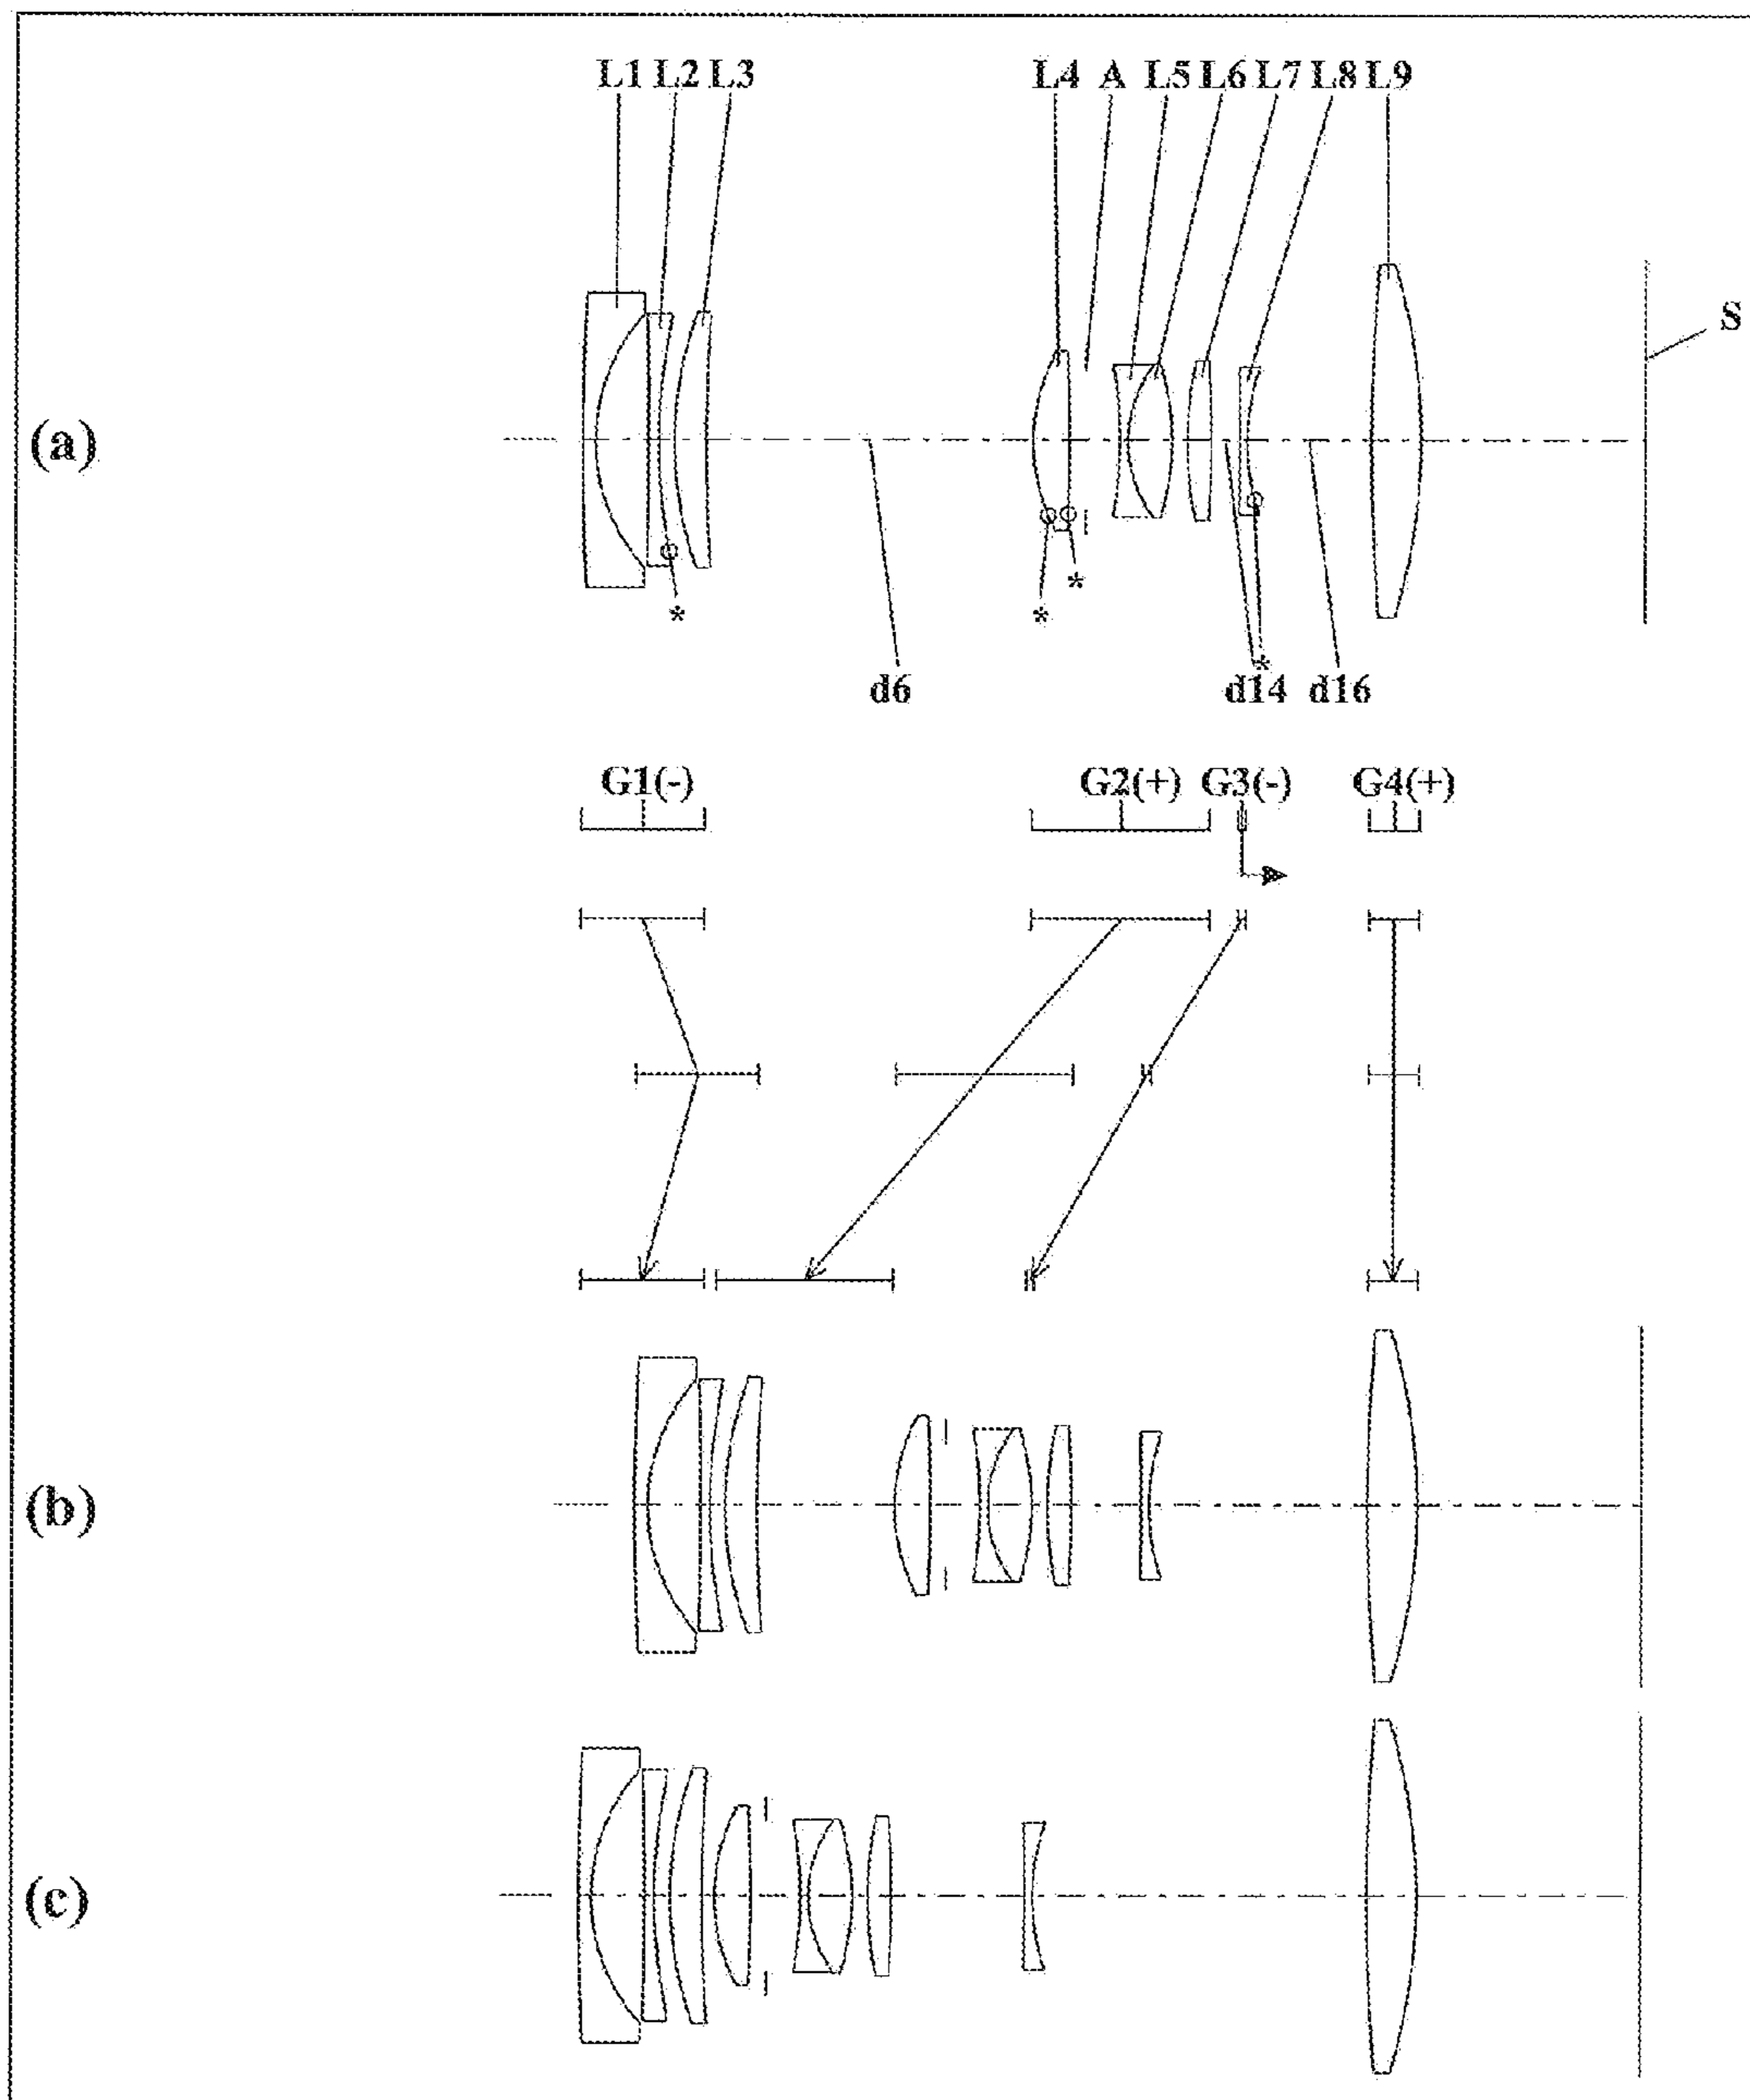 L1 L2 L3 L4 A L5 L6 L7 L8 L9
S
(a)
*
*
* *
d6 d14 d16
G1(-) G2(+) G3(-) G4(+)
(b)
(c)